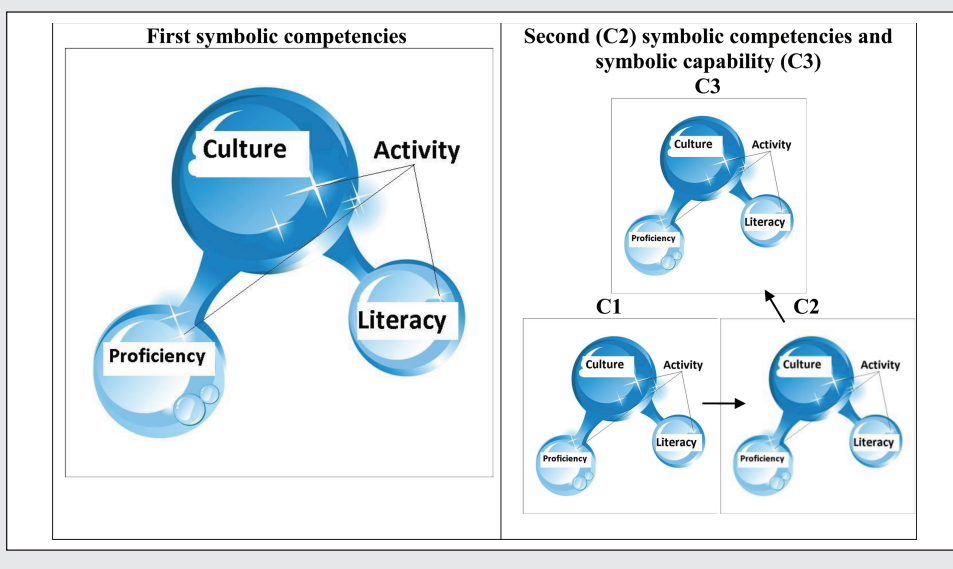 First symbolic competencies
Culture
Activity
Literacy
Proficiency
Second (C2) symbolic competencies and
symbolic capability (C3)
C3
Culture
Activity
Literacy
Proficiency
C1
C2
Culture
Activity
Literacy
Proficiency
Culture
Activity
Literacy
Proficiency